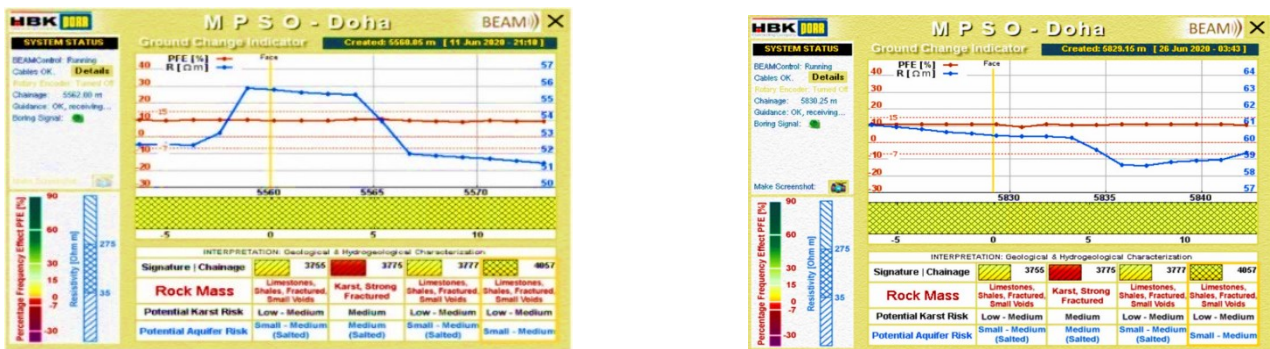 HBK DORR
MPSO - Doha
BEAM
SYSTEM STATUS
Ground Change Indicator
Created: 5560.05 m [ 11 Jun 2020 - 21:10 ]
BEAMControl: Running
Cables OK. Details
Rotary Encoder: Turned Off
Chainage: 5562.00 m
Guidance: OK, receiving...
Boring Signal:
Make Screenshot:
PFE [%]
R [Ωm]
Face
40
30
20
15
10
0
-7
-10
-20
-30
57
56
55
54
53
52
51
50
5560 5565 5570
-5 0 5 10
Percentage Frequency Effect PFE [%]
90
60
30
15
0
-7
-30
Resistivity [Ohm m]
275
35
INTERPRETATION: Geological & Hydrogeological Characterization
Signature | Chainage 3755 3775 3777 4057
Rock Mass
Limestones, Shales, Fractured, Small Voids
Karst, Strong Fractured
Limestones, Shales, Fractured, Small Voids
Limestones, Shales, Fractured, Small Voids
Potential Karst Risk Low - Medium Medium Low - Medium Low - Medium
Potential Aquifer Risk Small - Medium (Salted) Medium (Salted) Small - Medium (Salted) Small - Medium
HBK DORR
MPSO - Doha
BEAM
SYSTEM STATUS
Ground Change Indicator
Created: 5829.15 m [ 26 Jun 2020 - 03:43 ]
BEAMControl: Running
Cables OK. Details
Rotary Encoder: Turned Off
Chainage: 5830.25 m
Guidance: OK, receiving...
Boring Signal:
Make Screenshot:
PFE [%]
R [Ωm]
Face
40
30
20
15
10
0
-7
-10
-20
-30
64
63
62
61
60
59
58
57
5830 5835 5840
-5 0 5 10
Percentage Frequency Effect PFE [%]
90
60
30
15
0
-7
-30
Resistivity [Ohm m]
275
35
INTERPRETATION: Geological & Hydrogeological Characterization
Signature | Chainage 3755 3775 3777 4057
Rock Mass
Limestones, Shales, Fractured, Small Voids
Karst, Strong Fractured
Limestones, Shales, Fractured, Small Voids
Limestones, Shales, Fractured, Small Voids
Potential Karst Risk Low - Medium Medium Low - Medium Low - Medium
Potential Aquifer Risk Small - Medium (Salted) Medium (Salted) Small - Medium (Salted) Small - Medium